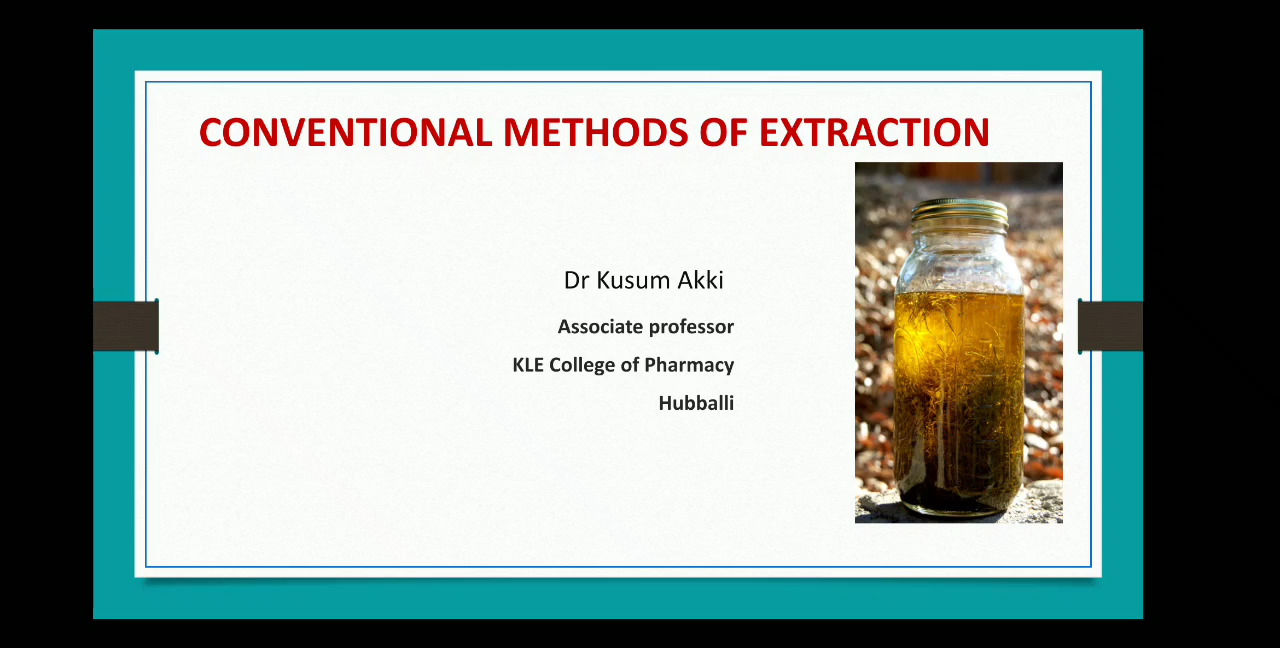 CONVENTIONAL METHODS OF EXTRACTION
Dr Kusum Akki
Associate professor
KLE College of Pharmacy
Hubballi